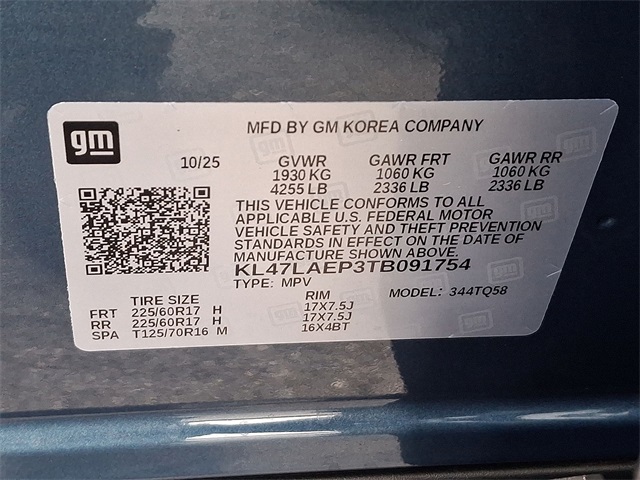 gm
MFD BY GM KOREA COMPANY
10/25 GVWR GAWR FRT GAWR RR
1930 KG 1060 KG 1060 KG
4255 LB 2336 LB 2336 LB
THIS VEHICLE CONFORMS TO ALL
APPLICABLE U.S. FEDERAL MOTOR
VEHICLE SAFETY AND THEFT PREVENTION
STANDARDS IN EFFECT ON THE DATE OF
MANUFACTURE SHOWN ABOVE.
KL47LAEP3TB091754
TYPE: MPV MODEL: 344TQ58
TIRE SIZE RIM
FRT 225/60R17 H 17X7.5J
RR 225/60R17 H 17X7.5J
SPA T125/70R16 M 16X4BT